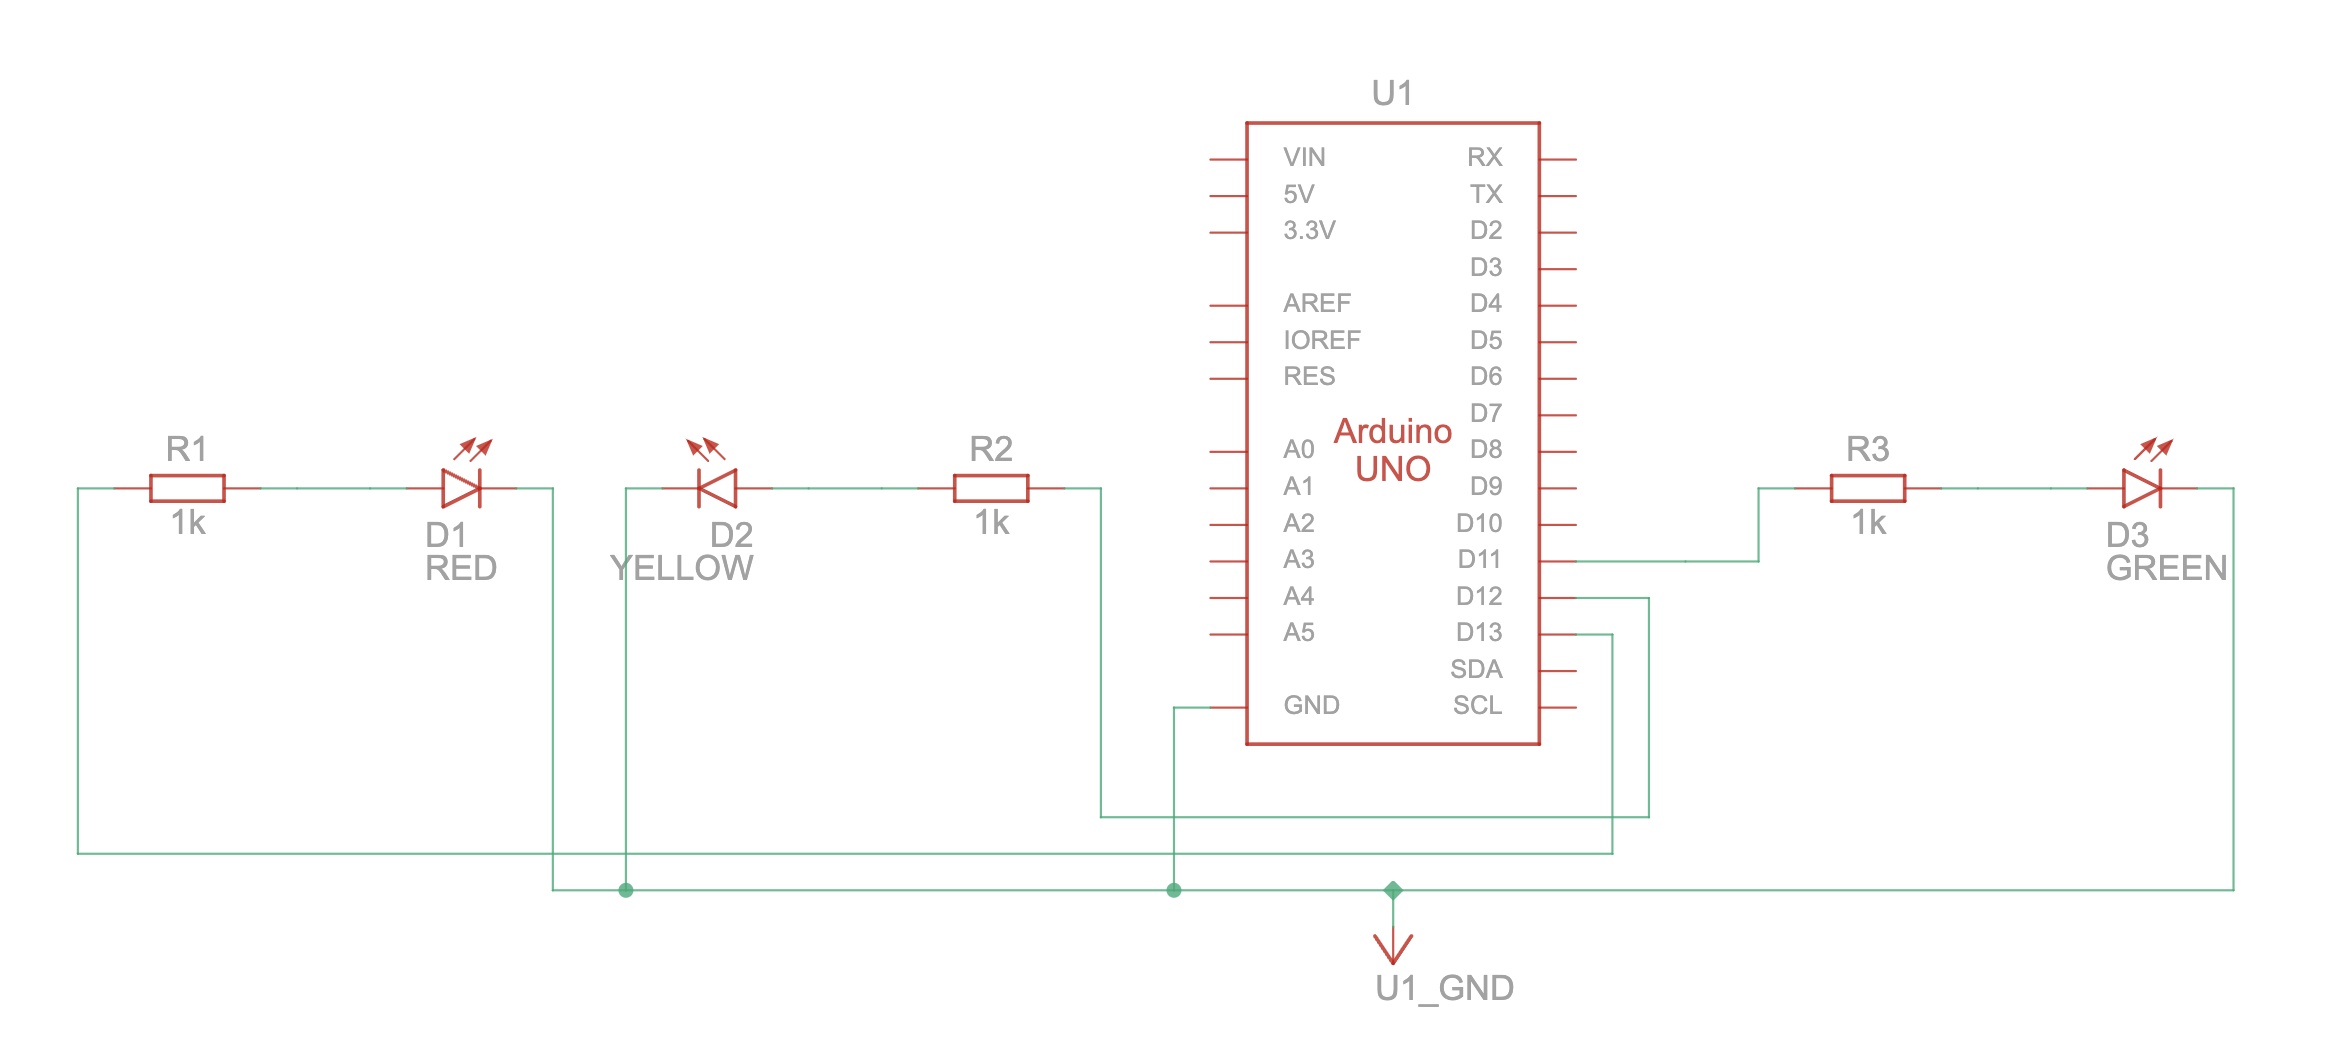 U1
VIN
RX
5V
TX
3.3V
D2
D3
AREF
D4
IOREF
D5
RES
D6
D7
Arduino
UNO
A0
D8
A1
D9
A2
D10
A3
D11
A4
D12
A5
D13
SDA
GND
SCL
R1
1k
D1
RED
D2
YELLOW
R2
1k
R3
1k
D3
GREEN
U1_GND